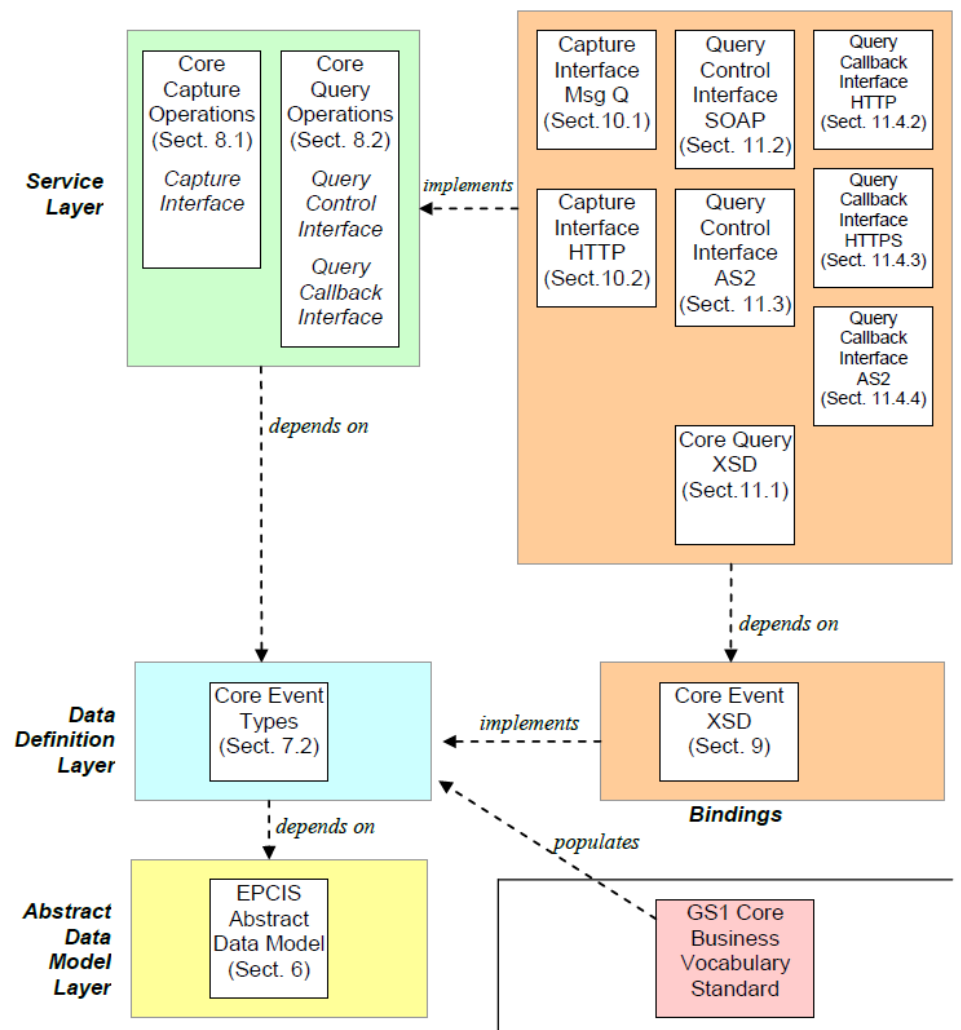 Service
Layer
Core
Capture
Operations
(Sect. 8.1)
Capture
Interface
Core
Query
Operations
(Sect. 8.2)
Query
Control
Interface
Query
Callback
Interface
implements
Capture
Interface
Msg Q
(Sect.10.1)
Query
Control
Interface
SOAP
(Sect. 11.2)
Query
Callback
Interface
HTTP
(Sect. 11.4.2)
Capture
Interface
HTTP
(Sect.10.2)
Query
Control
Interface
AS2
(Sect. 11.3)
Query
Callback
Interface
HTTPS
(Sect. 11.4.3)
Query
Callback
Interface
AS2
(Sect. 11.4.4)
Core Query
XSD
(Sect.11.1)
depends on
depends on
Data
Definition
Layer
Core Event
Types
(Sect. 7.2)
implements
Core Event
XSD
(Sect. 9)
Bindings
depends on
populates
Abstract
Data
Model
Layer
EPCIS
Abstract
Data Model
(Sect. 6)
GS1 Core
Business
Vocabulary
Standard